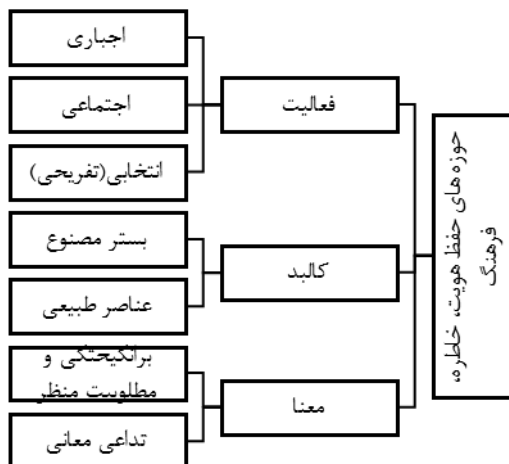 حوزه های حفظ هویت، خاطره،
فرهنگ
فعالیت
اجباری
اجتماعی
انتخابی(تفریحی)
کالبد
بستر مصنوع
عناصر طبیعی
معنا
برانگیختگی و
مطلوبیت منظر
تداعی معانی